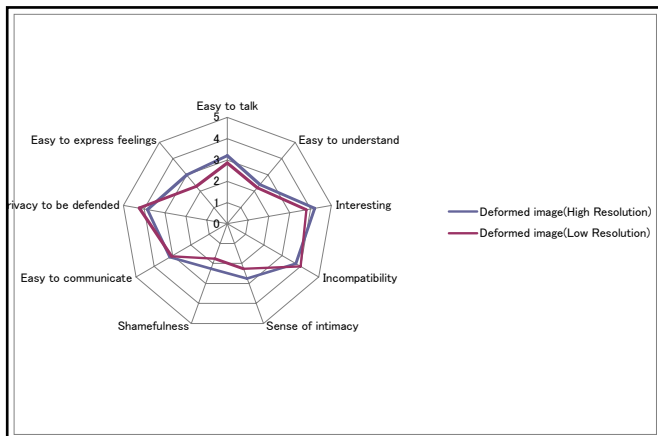 Easy to talk
Easy to understand
Interesting
Incompatibility
Sense of intimacy
Shamefulness
Easy to communicate
rivacy to be defended
Easy to express feelings
5
4
3
2
1
0
Deformed image(High Resolution)
Deformed image(Low Resolution)